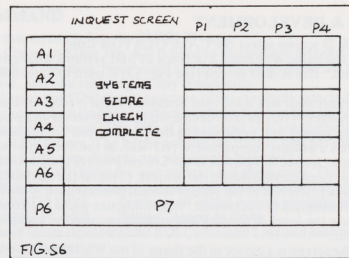 INQUEST SCREEN P1 P2 P3 P4
A1
A2
A3
A4
A5
A6
SYSTEMS
SCORE
CHECK
COMPLETE
P6 P7
FIG.S6